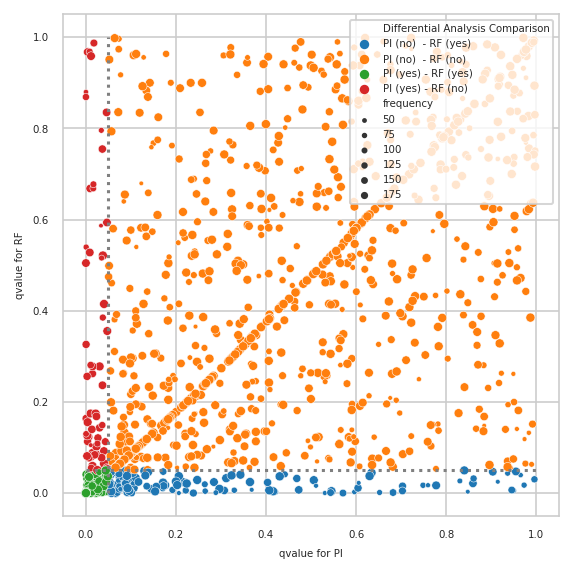 Differential Analysis Comparison
PI (no) - RF (yes)
PI (no) - RF (no)
PI (yes) - RF (yes)
PI (yes) - RF (no)
frequency
50
75
100
125
150
175
1.0
0.8
0.6
0.4
0.2
0.0
qvalue for RF
0.0 0.2 0.4 0.6 0.8 1.0
qvalue for PI